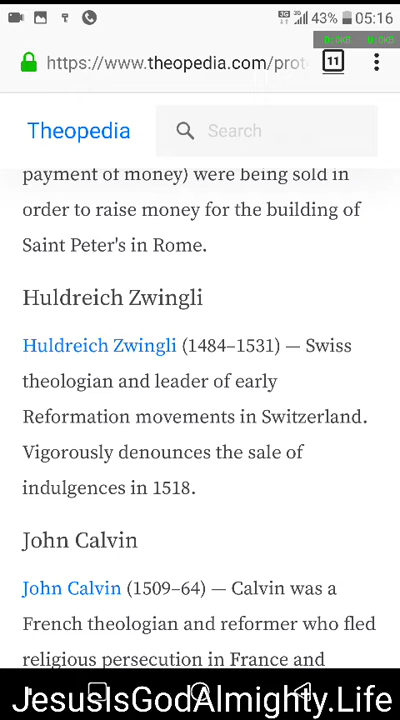 43% 05:16
https://www.theopedia.com/prot
11
Theopedia
Search
payment of money) were being sold in
order to raise money for the building of
Saint Peter's in Rome.
Huldreich Zwingli
Huldreich Zwingli (1484–1531) — Swiss
theologian and leader of early
Reformation movements in Switzerland.
Vigorously denounces the sale of
indulgences in 1518.
John Calvin
John Calvin (1509–64) — Calvin was a
French theologian and reformer who fled
religious persecution in France and
JesusIsGodAlmighty.Life